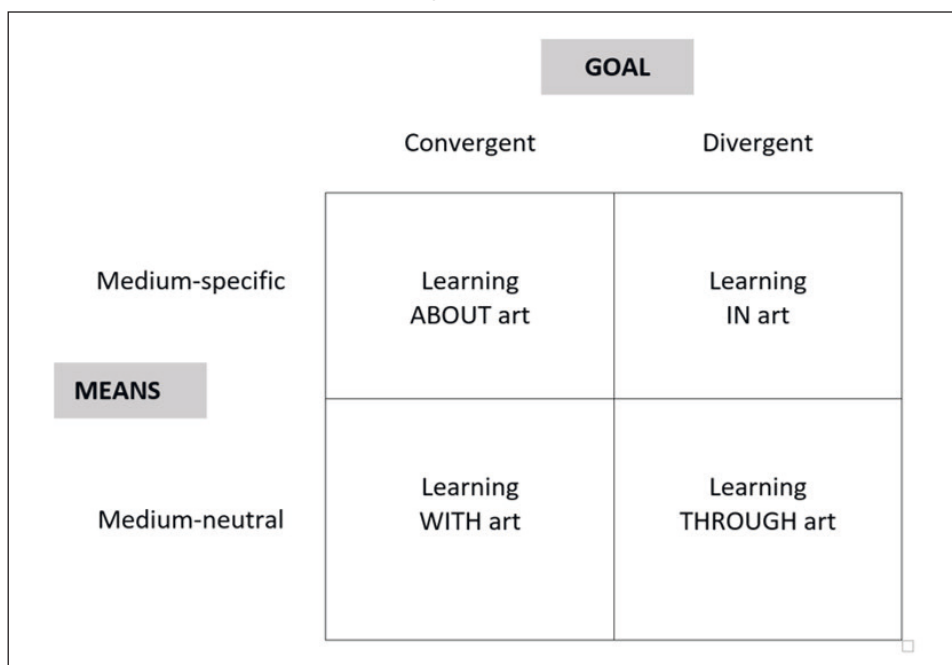 GOAL
Convergent Divergent
Medium-specific
Learning
ABOUT art
Learning
IN art
MEANS
Medium-neutral
Learning
WITH art
Learning
THROUGH art